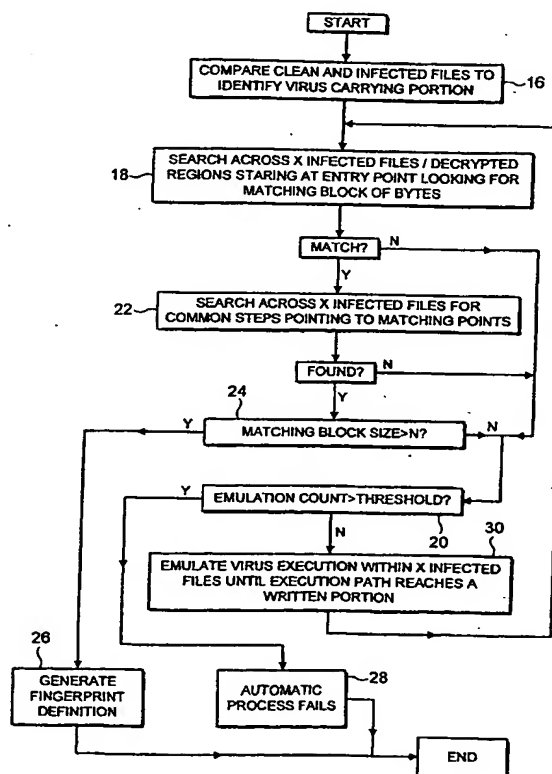 START
COMPARE CLEAN AND INFECTED FILES TO
IDENTIFY VIRUS CARRYING PORTION
16
18
SEARCH ACROSS X INFECTED FILES / DECRYPTED
REGIONS STARING AT ENTRY POINT LOOKING FOR
MATCHING BLOCK OF BYTES
MATCH?
N
Y
22
SEARCH ACROSS X INFECTED FILES FOR
COMMON STEPS POINTING TO MATCHING POINTS
FOUND?
N
Y
24
Y
MATCHING BLOCK SIZE>N?
N
Y
EMULATION COUNT>THRESHOLD?
20
N
30
EMULATE VIRUS EXECUTION WITHIN X INFECTED
FILES UNTIL EXECUTION PATH REACHES A
WRITTEN PORTION
26
GENERATE
FINGERPRINT
DEFINITION
28
AUTOMATIC
PROCESS FAILS
END